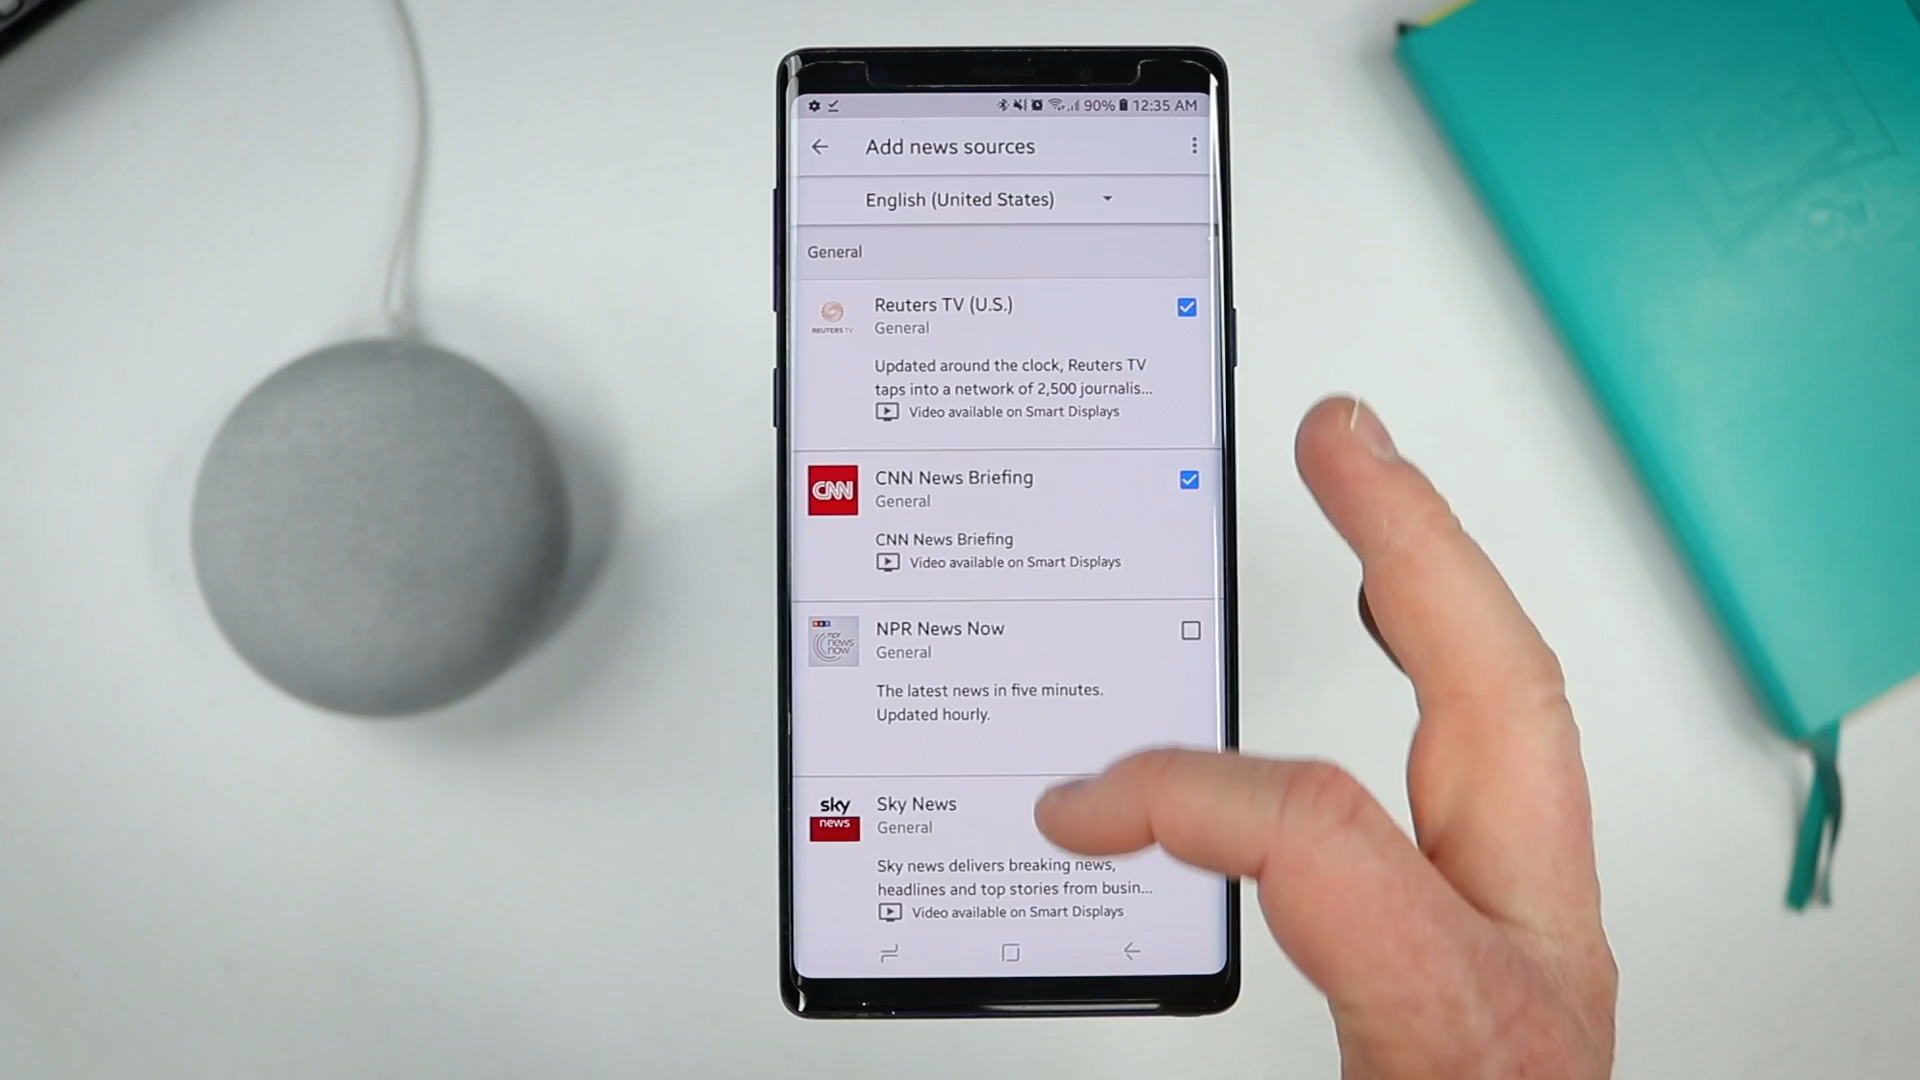 90% 12:35 AM
Add news sources
English (United States)
General
REUTERS TV
Reuters TV (U.S.)
General
Updated around the clock, Reuters TV
taps into a network of 2,500 journalis...
Video available on Smart Displays
CNN
CNN News Briefing
General
CNN News Briefing
Video available on Smart Displays
npr
news
now
NPR News Now
General
The latest news in five minutes.
Updated hourly.
sky
news
Sky News
General
Sky news delivers breaking news,
headlines and top stories from busin...
Video available on Smart Displays